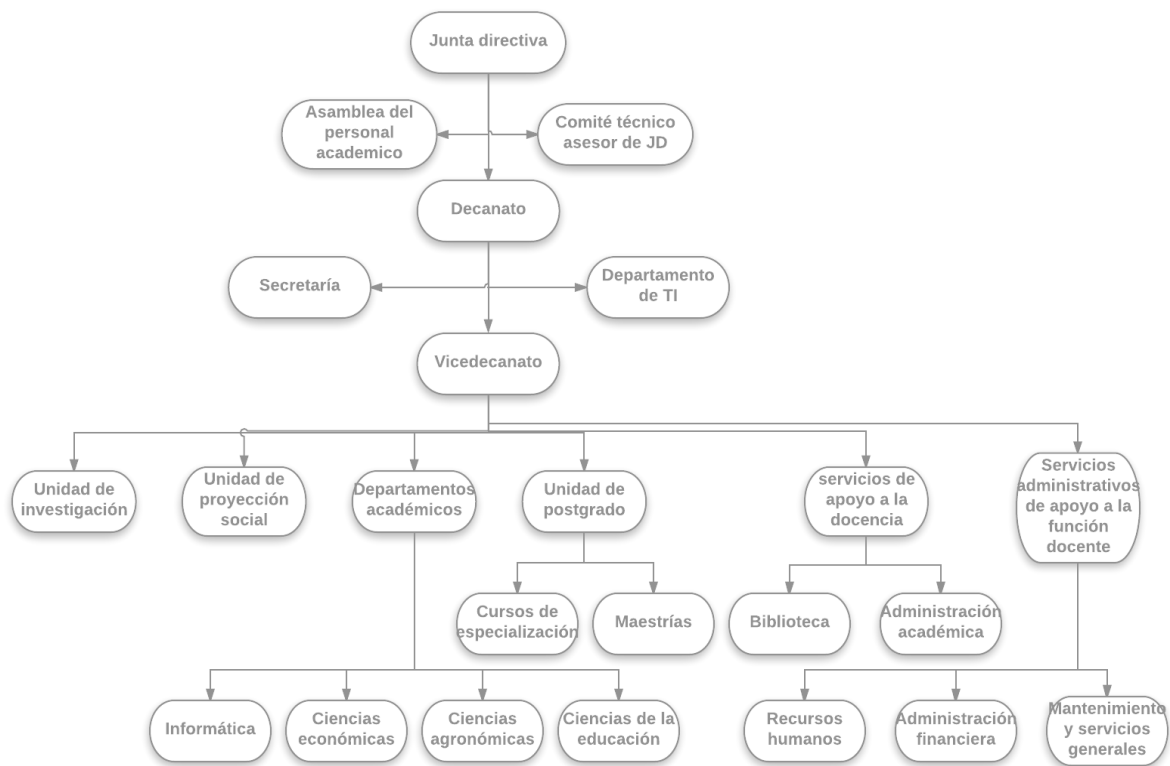 Junta directiva
Asamblea del
personal
academico
Comité técnico
asesor de JD
Decanato
Secretaría
Departamento
de TI
Vicedecanato
Unidad de
investigación
Unidad de
proyección
social
Departamentos
académicos
Unidad de
postgrado
servicios de
apoyo a la
docencia
Servicios
administrativos
de apoyo a la
función
docente
Cursos de
especialización
Maestrías
Biblioteca
Administración
académica
Informática
Ciencias
económicas
Ciencias
agronómicas
Ciencias de la
educación
Recursos
humanos
Administración
financiera
Mantenimiento
y servicios
generales